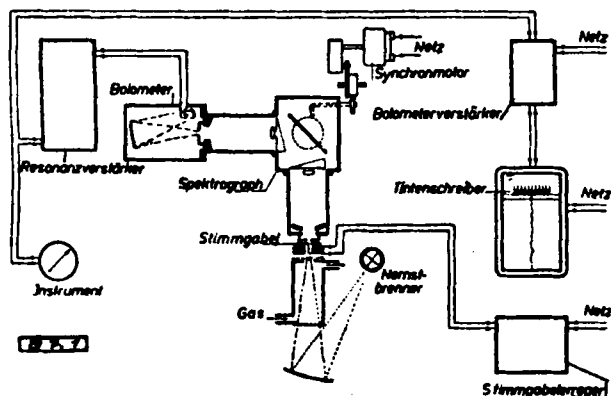 Netz
Netz
Synchronmotor
Bolometer
Bolometerverstärker
Resonanzverstärker
Spektrograph
Tintenschreiber
Netz
Stimmgabel
Nernst-
brenner
Instrument
Gas
Netz
Stimmgabelerreger